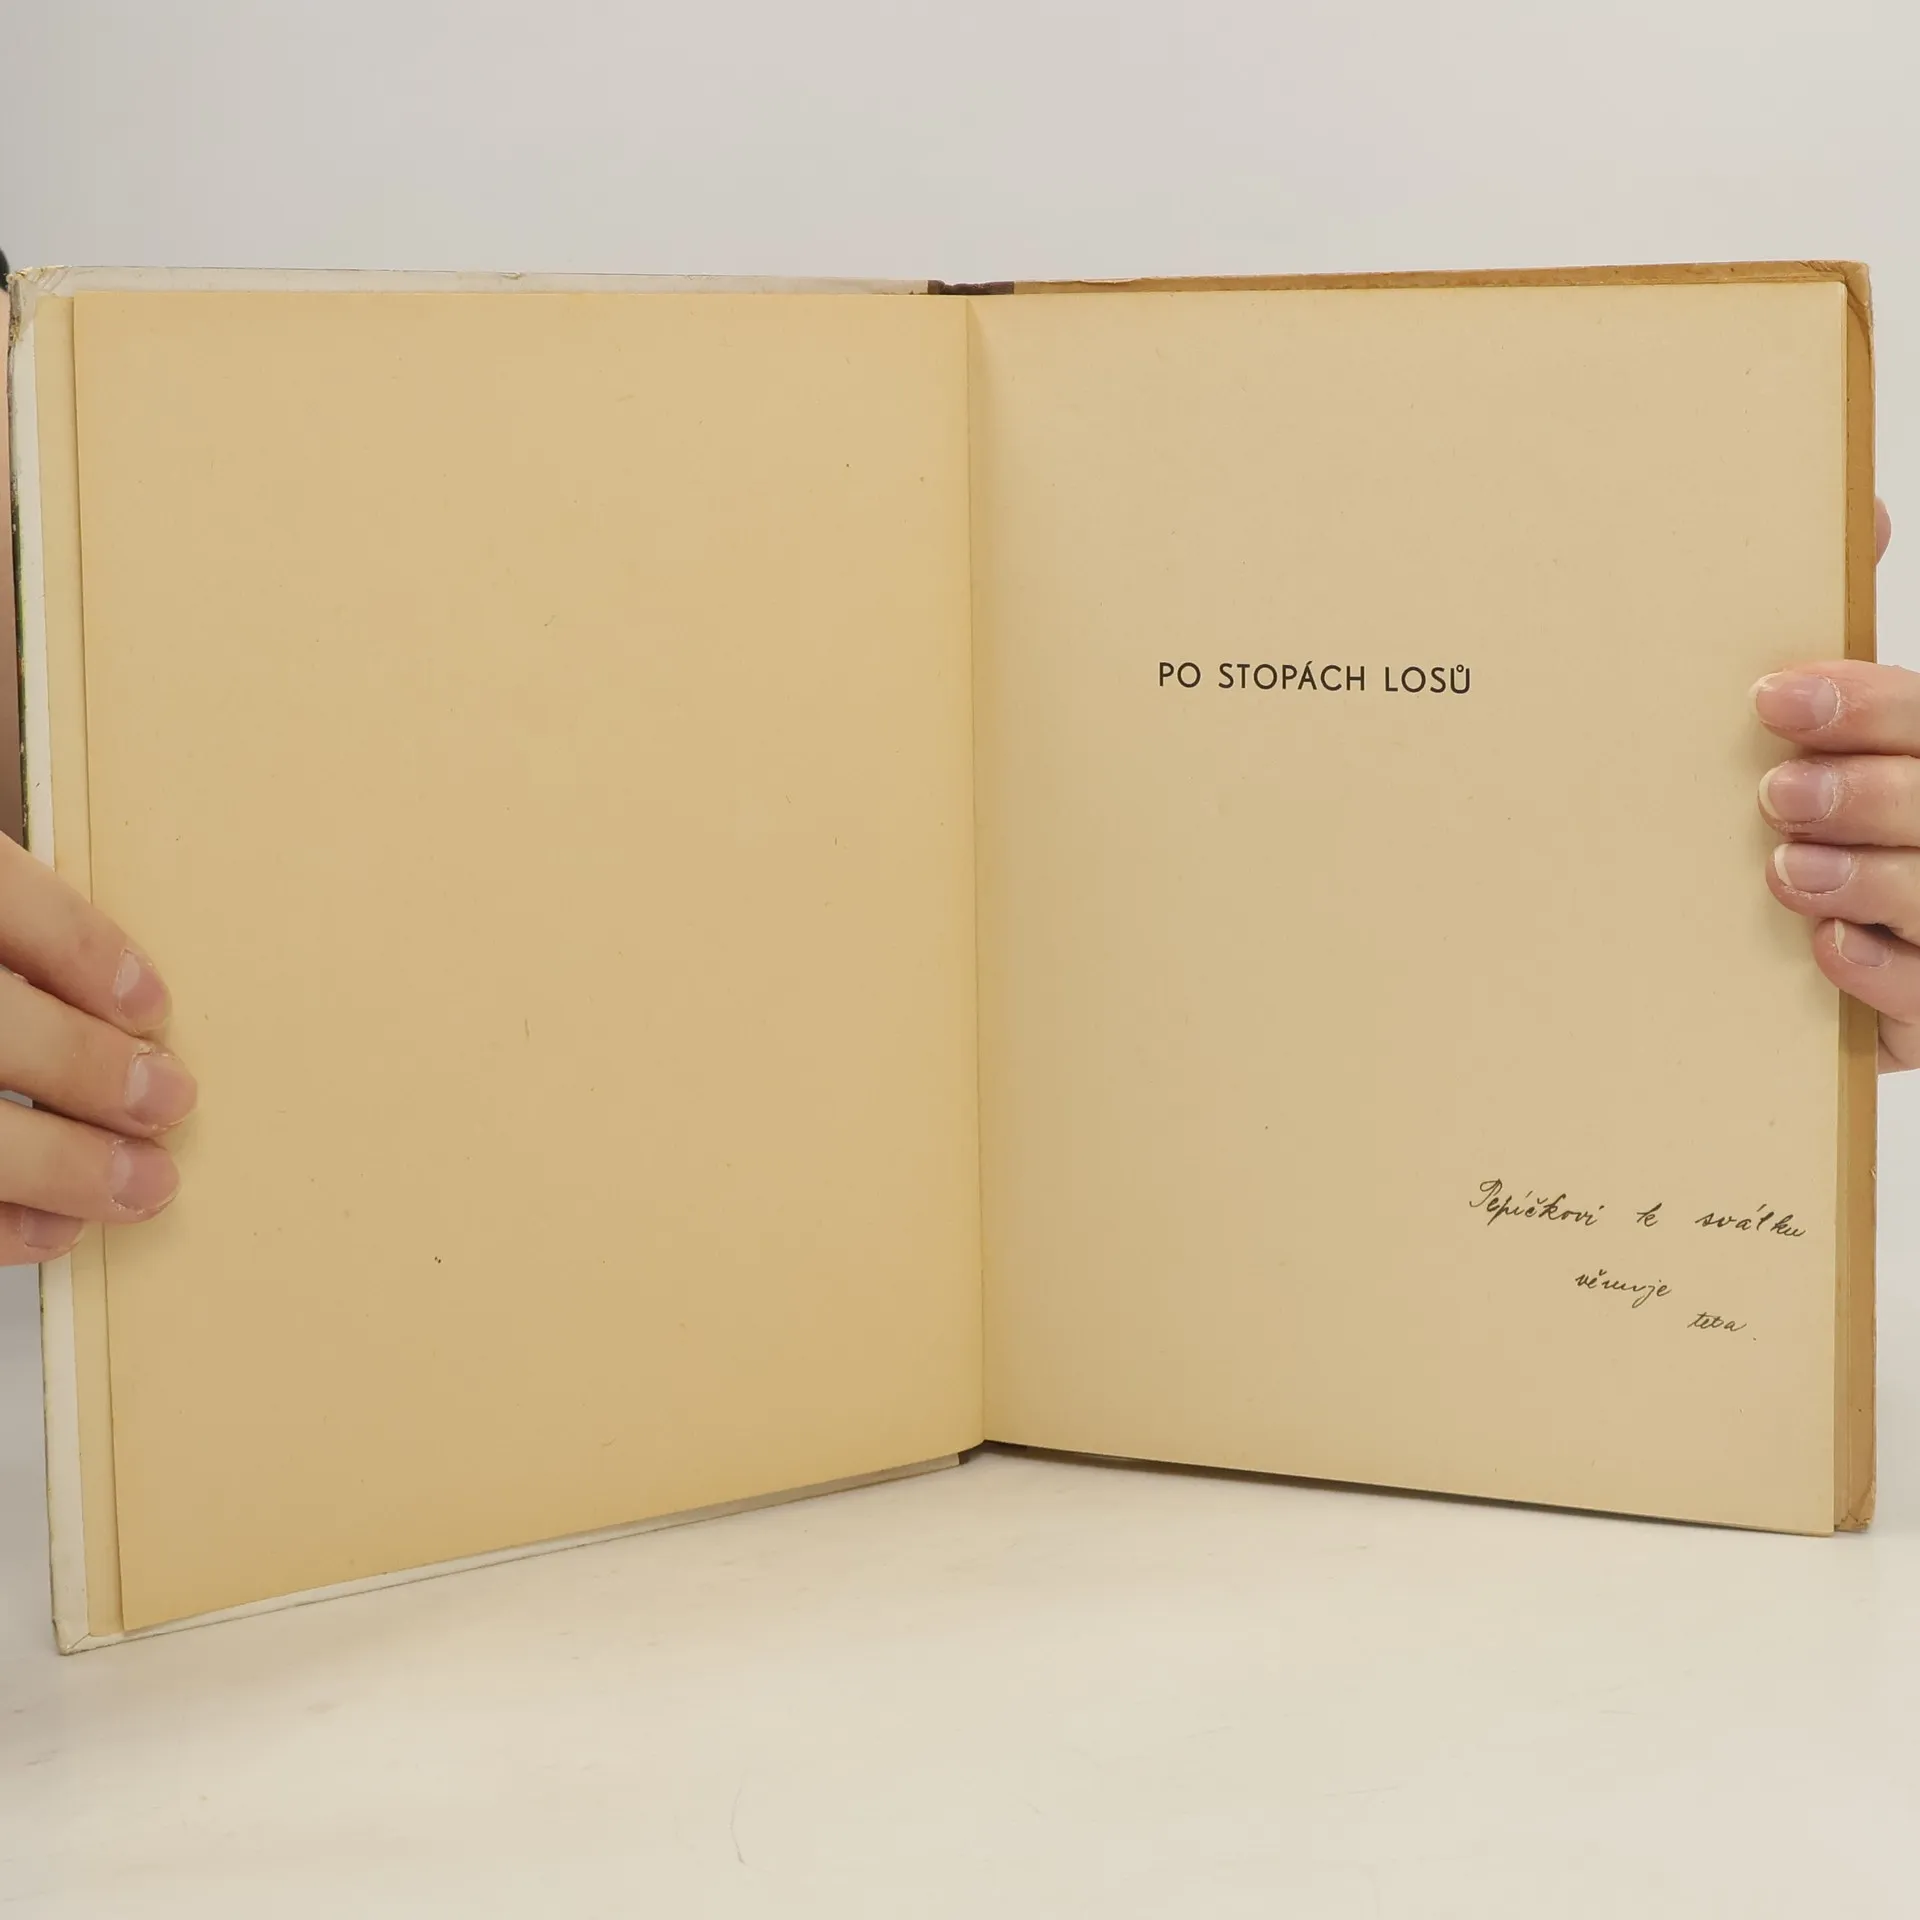 PO STOPÁCH LOSŮ
Pepíčkovi k svátku
věnuje
teta.